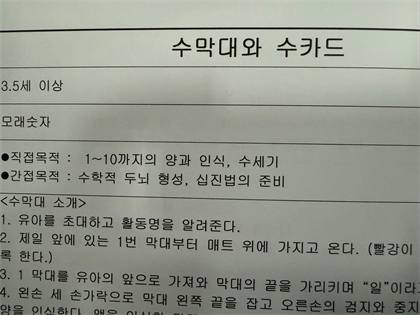 수막대와 수카드
3.5세 이상
모래숫자
●직접목적 : 1~10까지의 양과 인식, 수세기
●간접목적 : 수학적 두뇌 형성, 십진법의 준비
<수막대 소개>
1. 유아를 초대하고 활동명을 알려준다.
2. 제일 앞에 있는 1번 막대부터 매트 위에 가지고 온다. (빨강이
록 한다.)
3. 1 막대를 유아의 앞으로 가져와 막대의 끝을 가리키며 “일”이라
4. 왼손 세 손가락으로 막대 왼쪽 끝을 잡고 오른손의 검지와 중지
양을 인식한다.